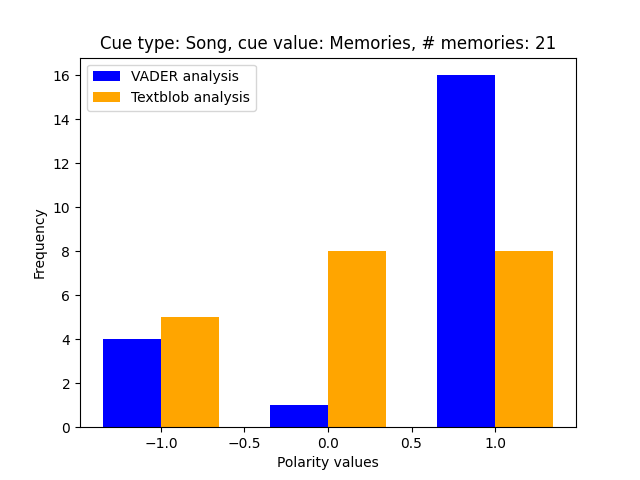 Cue type: Song, cue value: Memories, # memories: 21
VADER analysis
Textblob analysis
Frequency
16
14
12
10
8
6
4
2
0
−1.0 −0.5 0.0 0.5 1.0
Polarity values